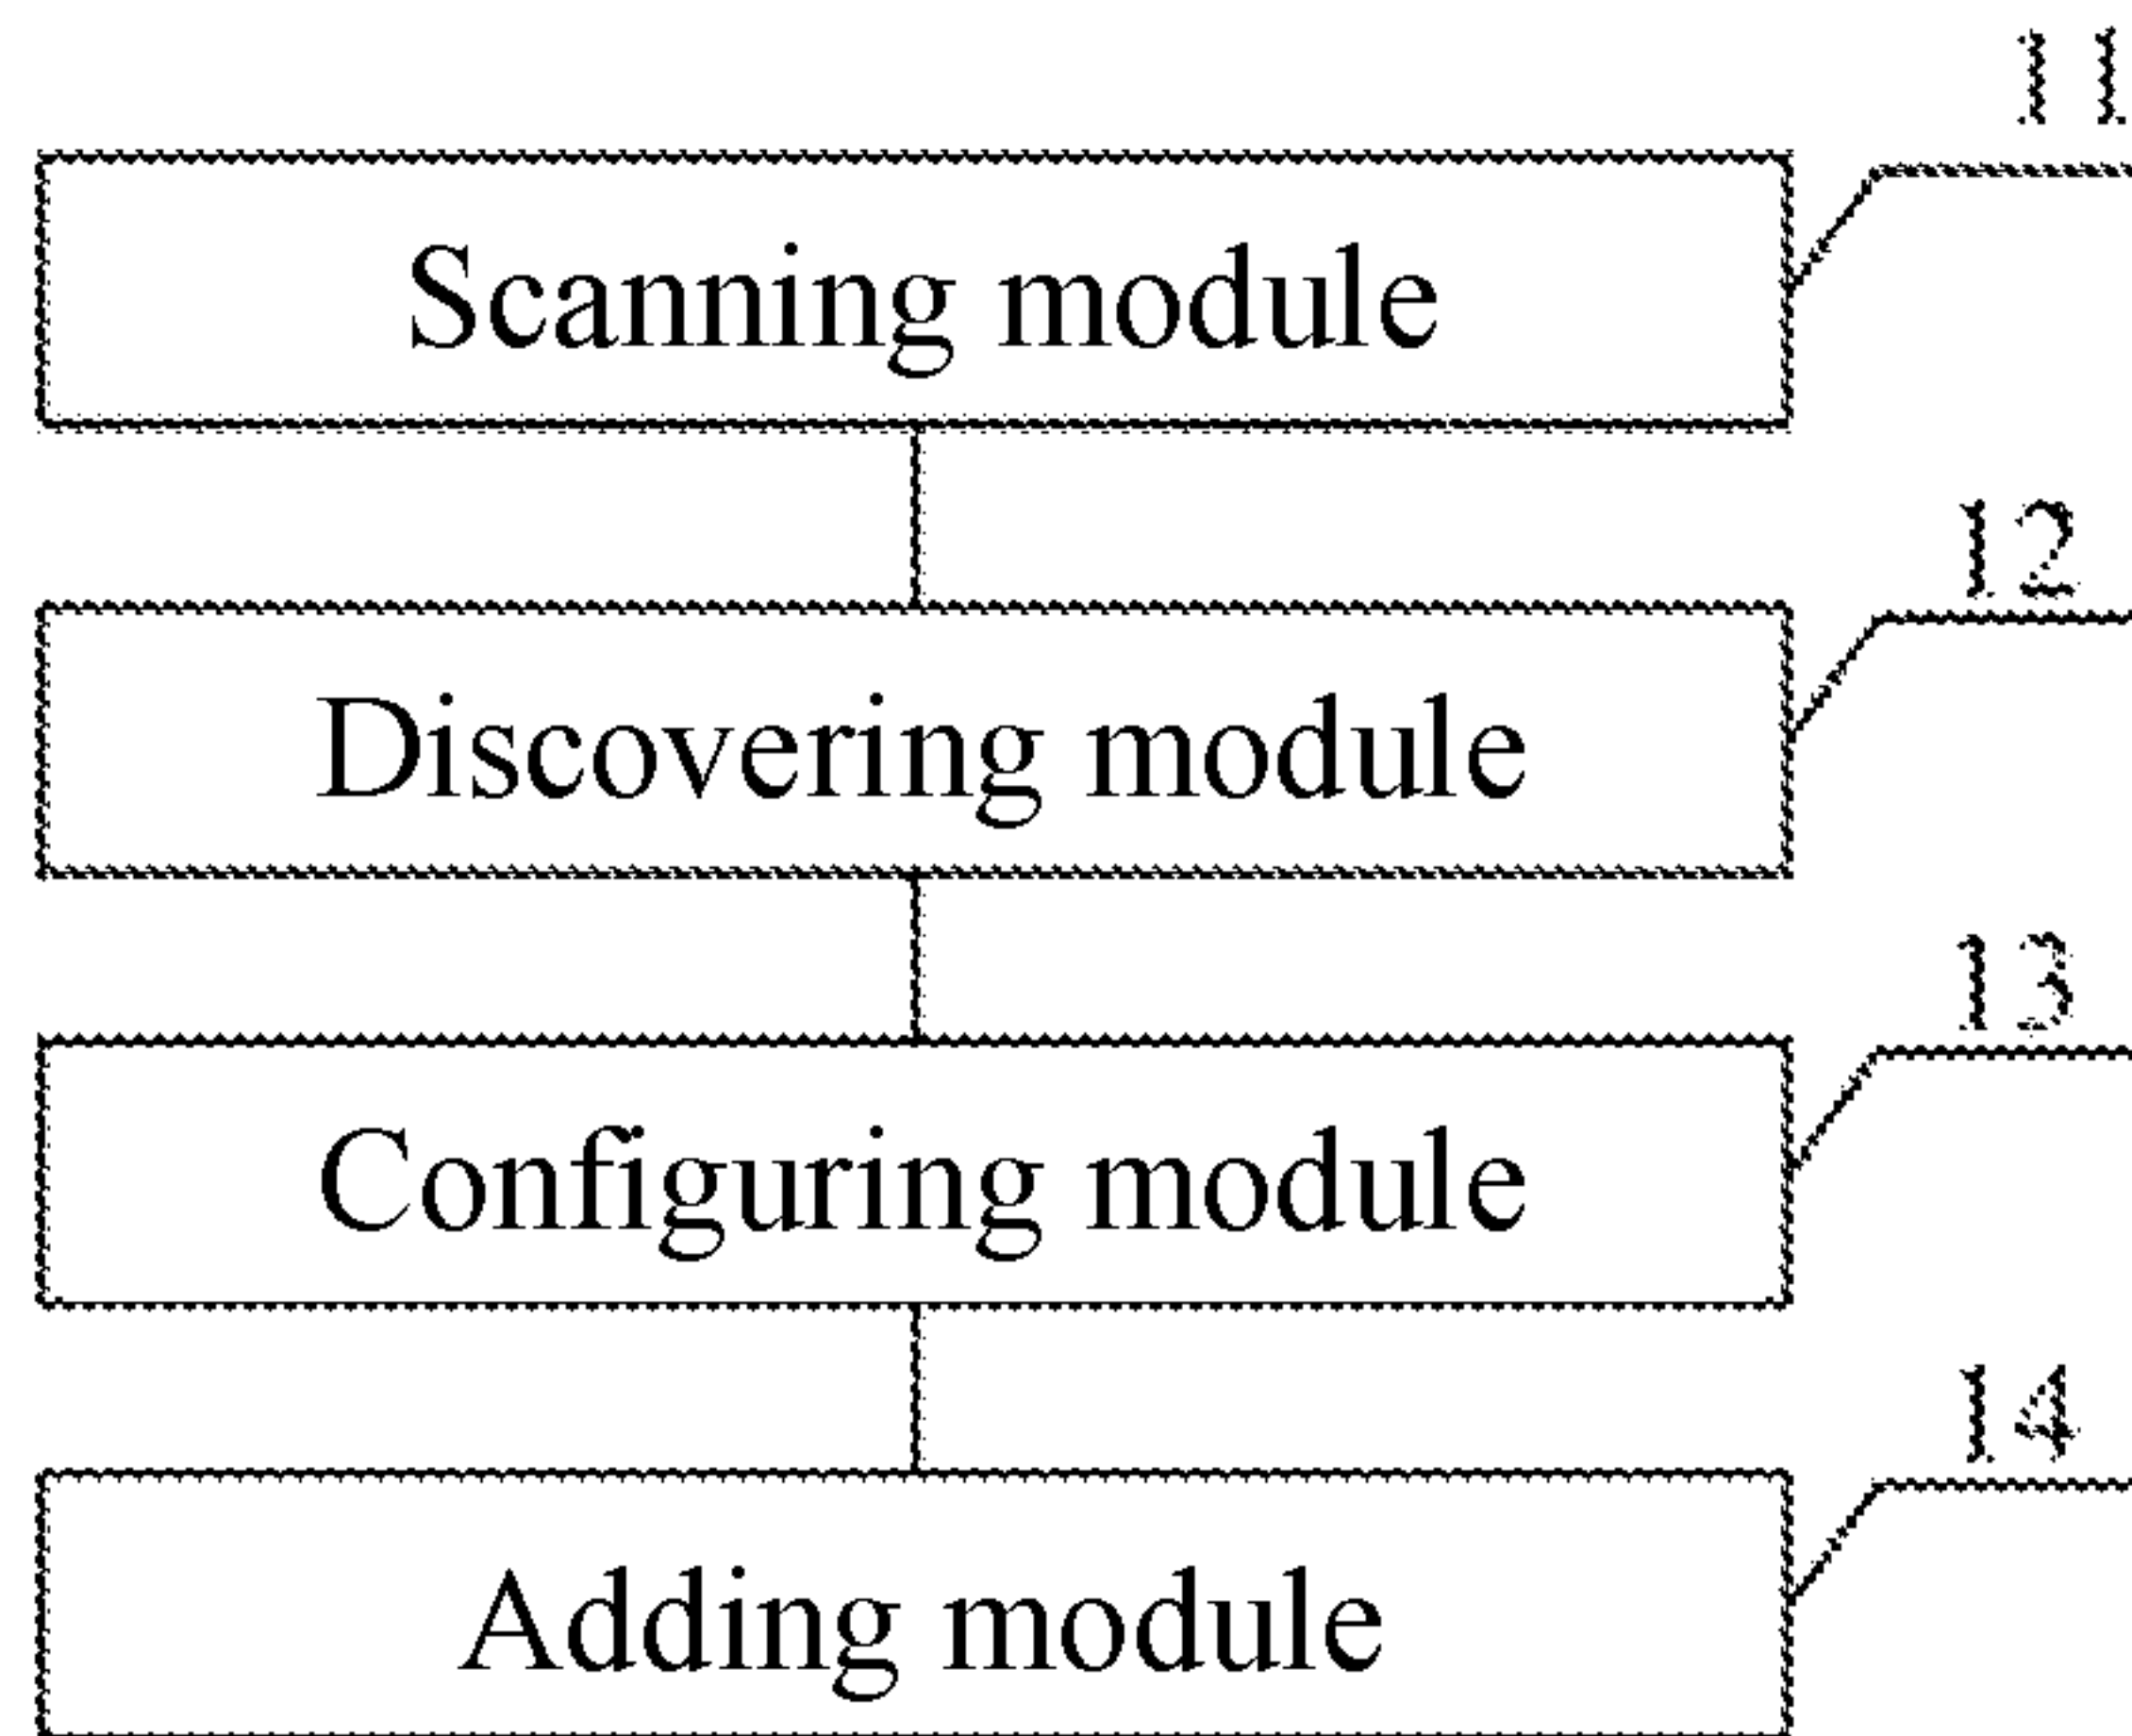 11
Scanning module
12
Discovering module
13
Configuring module
14
Adding module